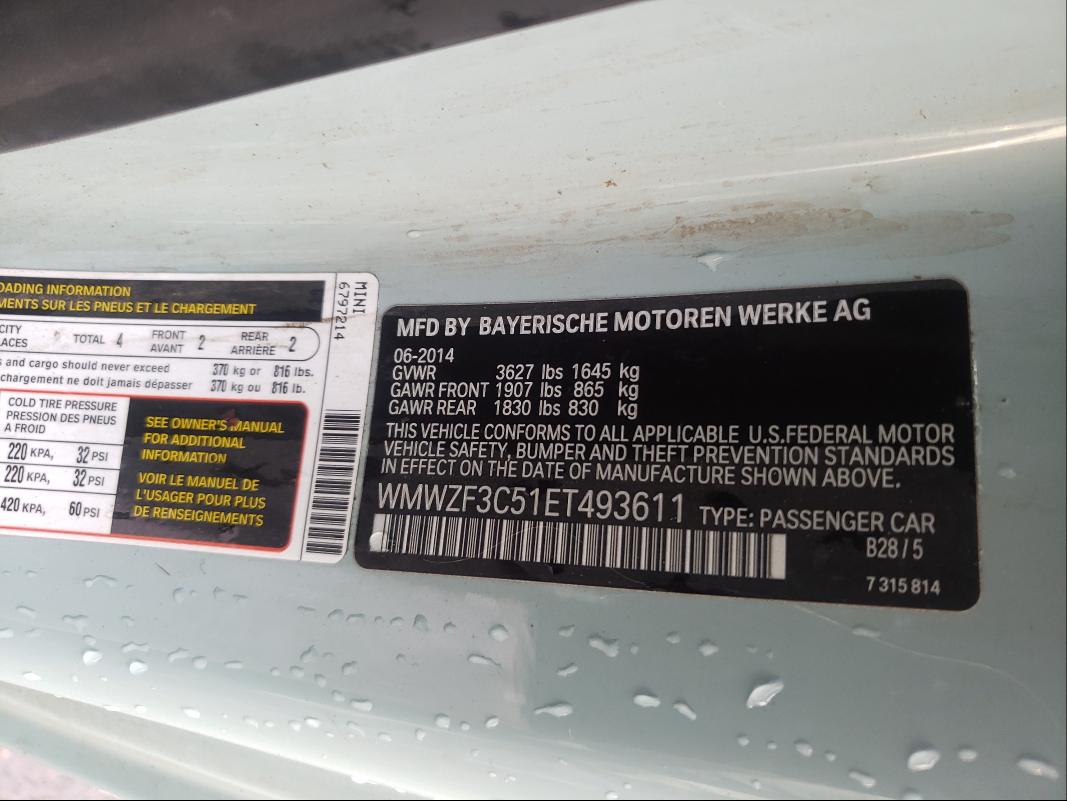 OADING INFORMATION
MENTS SUR LES PNEUS ET LE CHARGEMENT
CITY TOTAL 4 FRONT 2 REAR 2
LACES AVANT ARRIÈRE
s and cargo should never exceed 370 kg or 816 lbs.
chargement ne doit jamais dépasser 370 kg ou 816 lb.
COLD TIRE PRESSURE
PRESSION DES PNEUS
A FROID
220 KPA, 32 PSI
220 KPA, 32 PSI
420 KPA, 60 PSI
SEE OWNER'S MANUAL
FOR ADDITIONAL
INFORMATION
VOIR LE MANUEL DE
L'USAGER POUR PLUS
DE RENSEIGNEMENTS
MINI
6797214
MFD BY BAYERISCHE MOTOREN WERKE AG
06-2014
GVWR 3627 lbs 1645 kg
GAWR FRONT 1907 lbs 865 kg
GAWR REAR 1830 lbs 830 kg
THIS VEHICLE CONFORMS TO ALL APPLICABLE U.S.FEDERAL MOTOR
VEHICLE SAFETY, BUMPER AND THEFT PREVENTION STANDARDS
IN EFFECT ON THE DATE OF MANUFACTURE SHOWN ABOVE.
WMWZF3C51ET493611 TYPE: PASSENGER CAR
B28 / 5
7 315 814